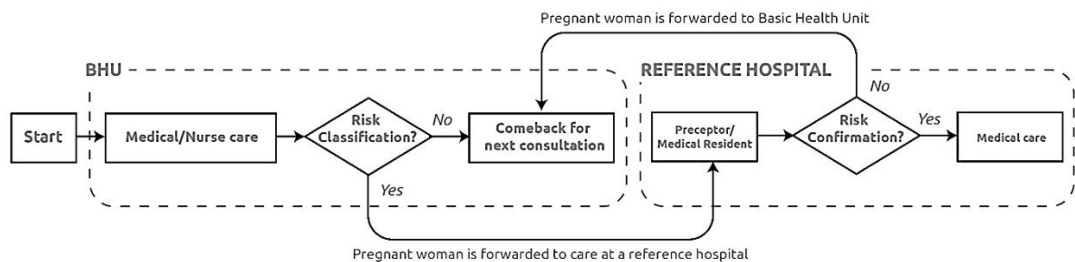 Pregnant woman is forwarded to Basic Health Unit
BHU
REFERENCE HOSPITAL
Start
Medical/Nurse care
Risk
Classification?
No
Yes
Comeback for
next consultation
Preceptor/
Medical Resident
Risk
Confirmation?
No
Yes
Medical care
Pregnant woman is forwarded to care at a reference hospital